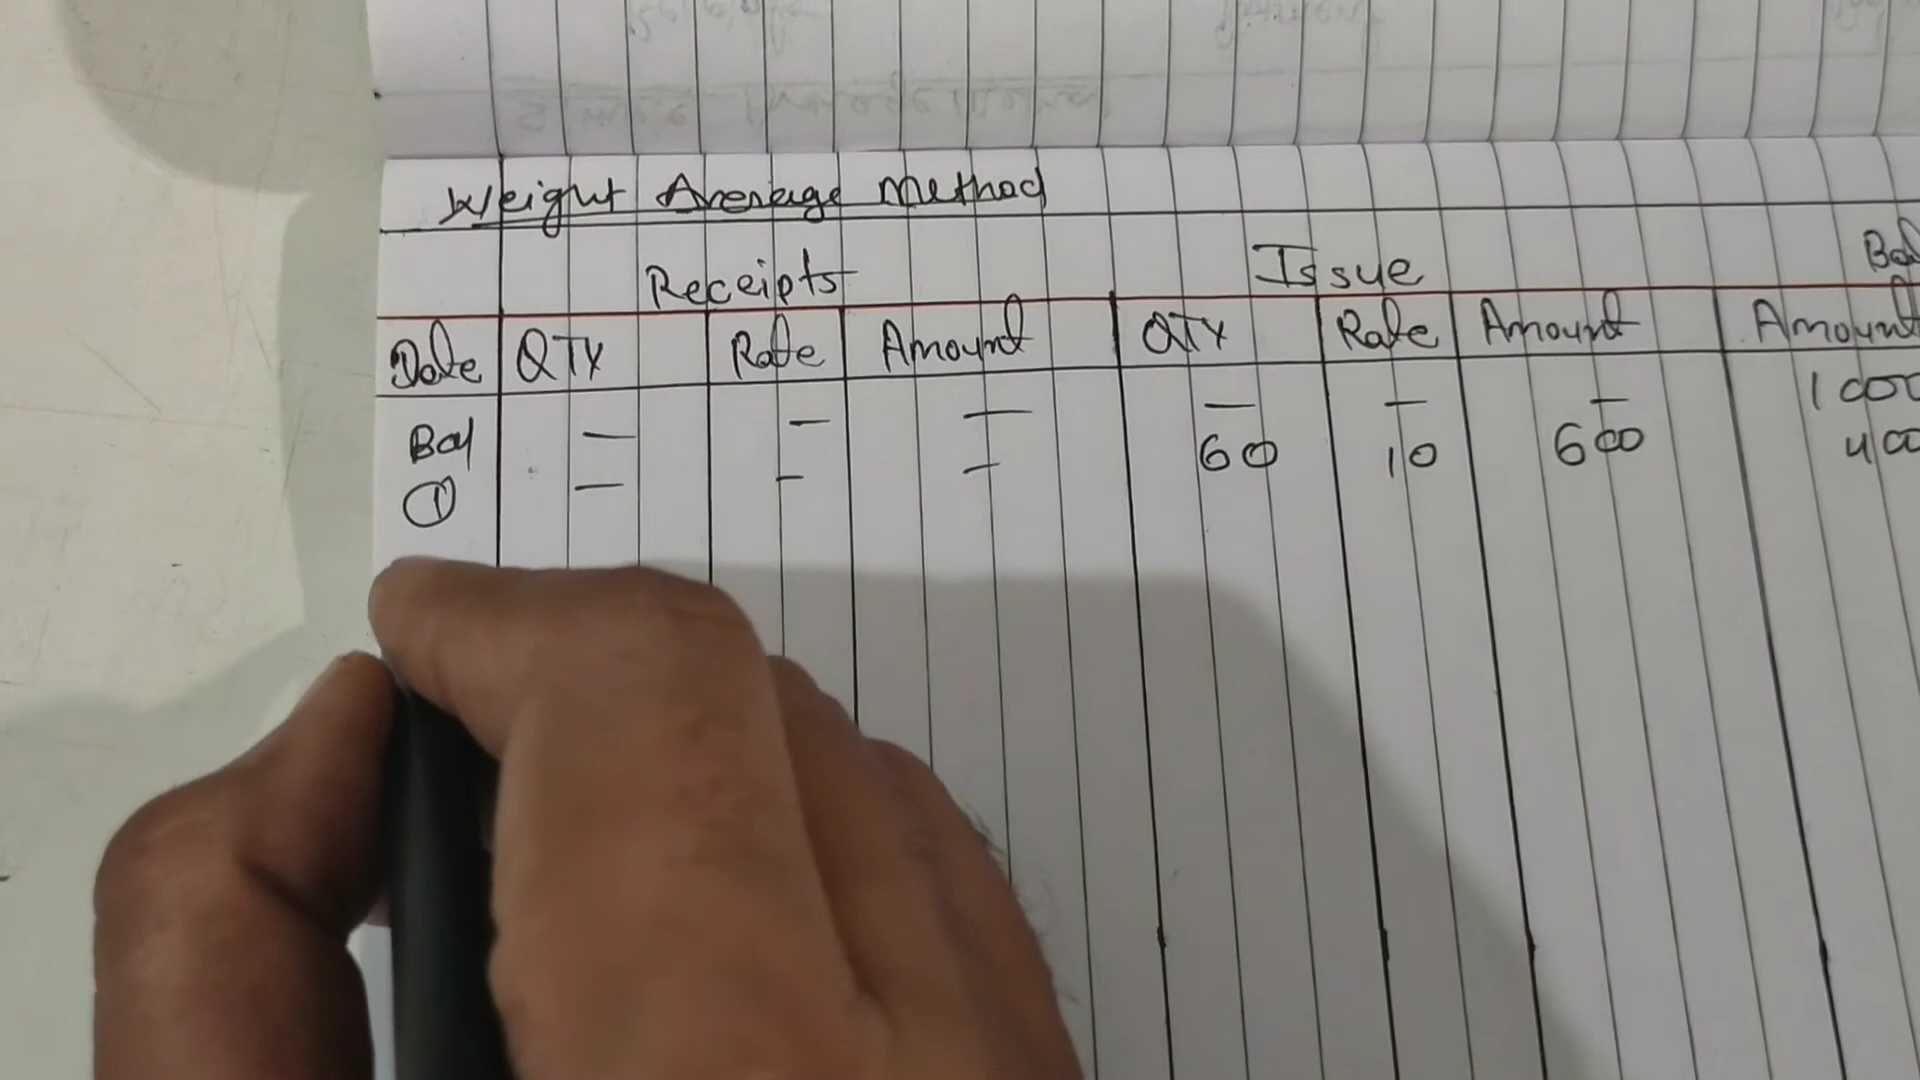 Weight Average Method
Receipts Issue Bal
Date QTY Rate Amount QTY Rate Amount Amount
Bal — — — — — — 1000
① — — — 60 10 600 400